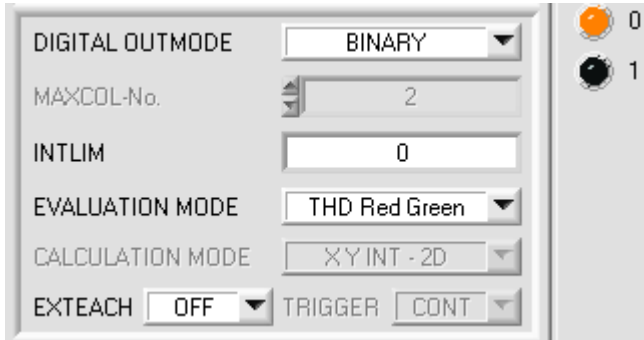 DIGITAL OUTMODE BINARY 0
MAXCOL-No. 2 1
INTLIM 0
EVALUATION MODE THD Red Green
CALCULATION MODE X Y INT - 2D
EXTEACH OFF TRIGGER CONT